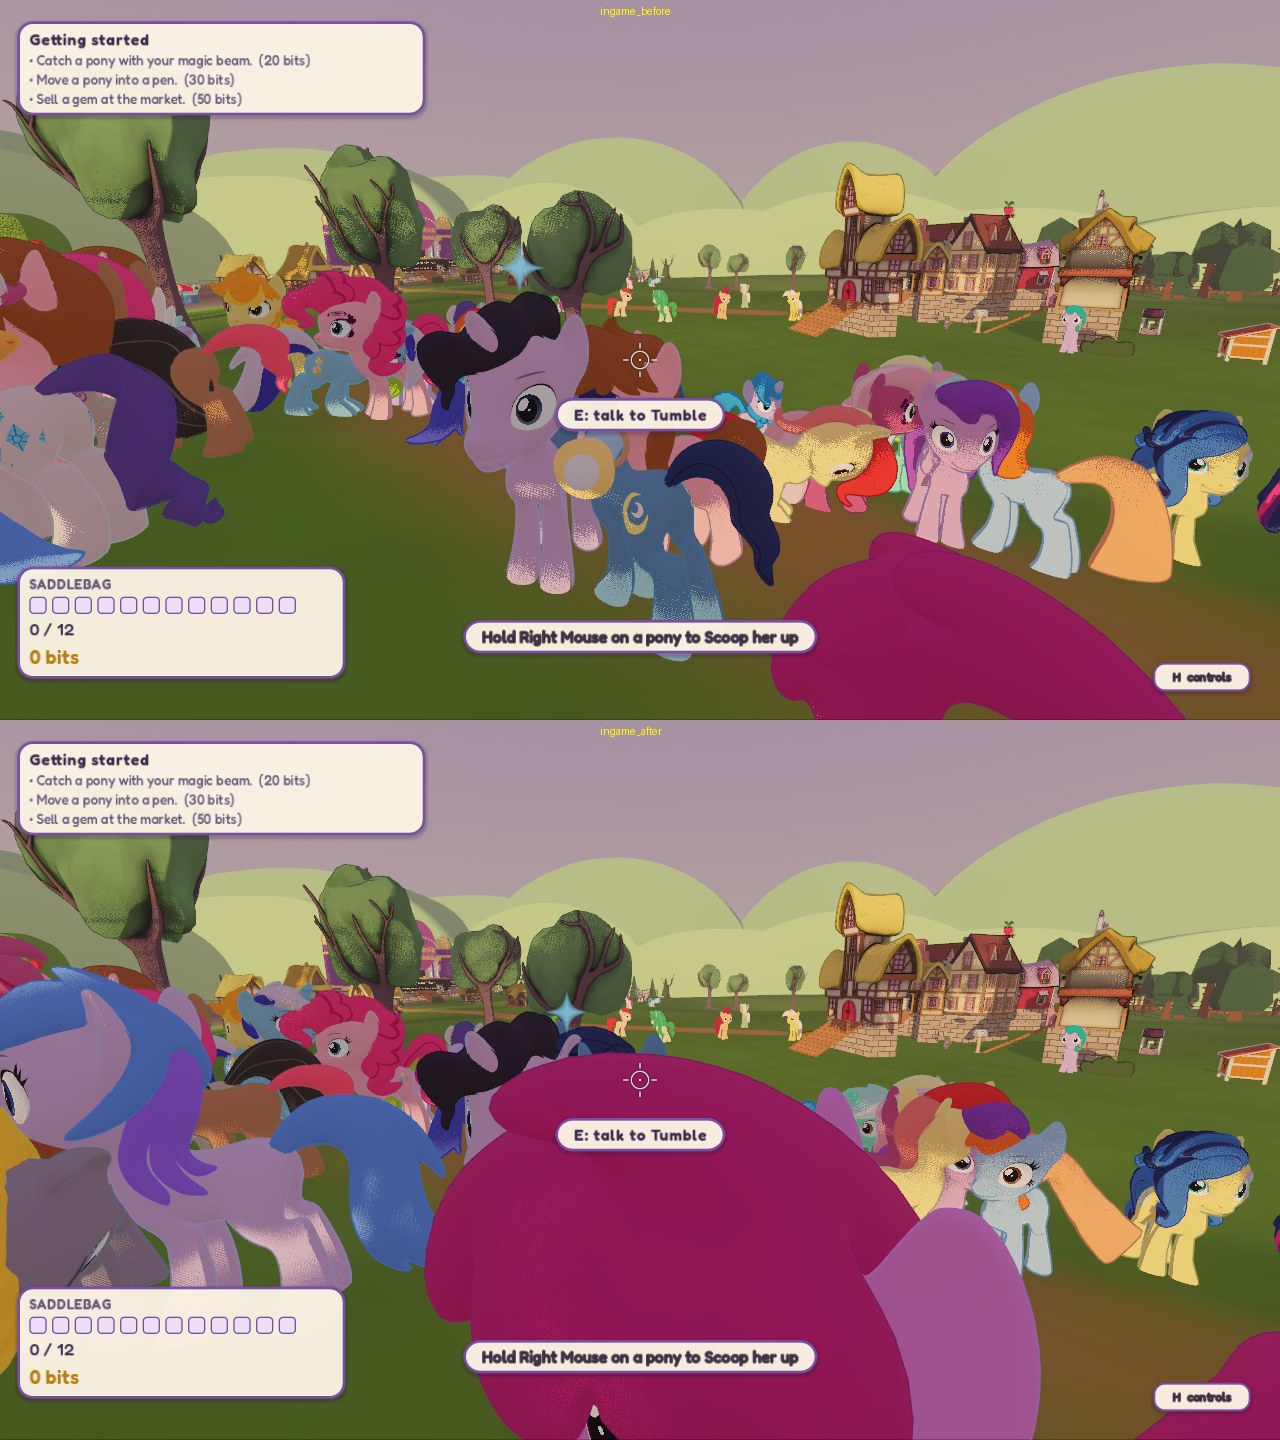 ingame_before
Getting started
• Catch a pony with your magic beam. (20 bits)
• Move a pony into a pen. (30 bits)
• Sell a gem at the market. (50 bits)
E: talk to Tumble
SADDLEBAG
0 / 12
0 bits
Hold Right Mouse on a pony to Scoop her up
H controls
ingame_after
Getting started
• Catch a pony with your magic beam. (20 bits)
• Move a pony into a pen. (30 bits)
• Sell a gem at the market. (50 bits)
E: talk to Tumble
SADDLEBAG
0 / 12
0 bits
Hold Right Mouse on a pony to Scoop her up
H controls